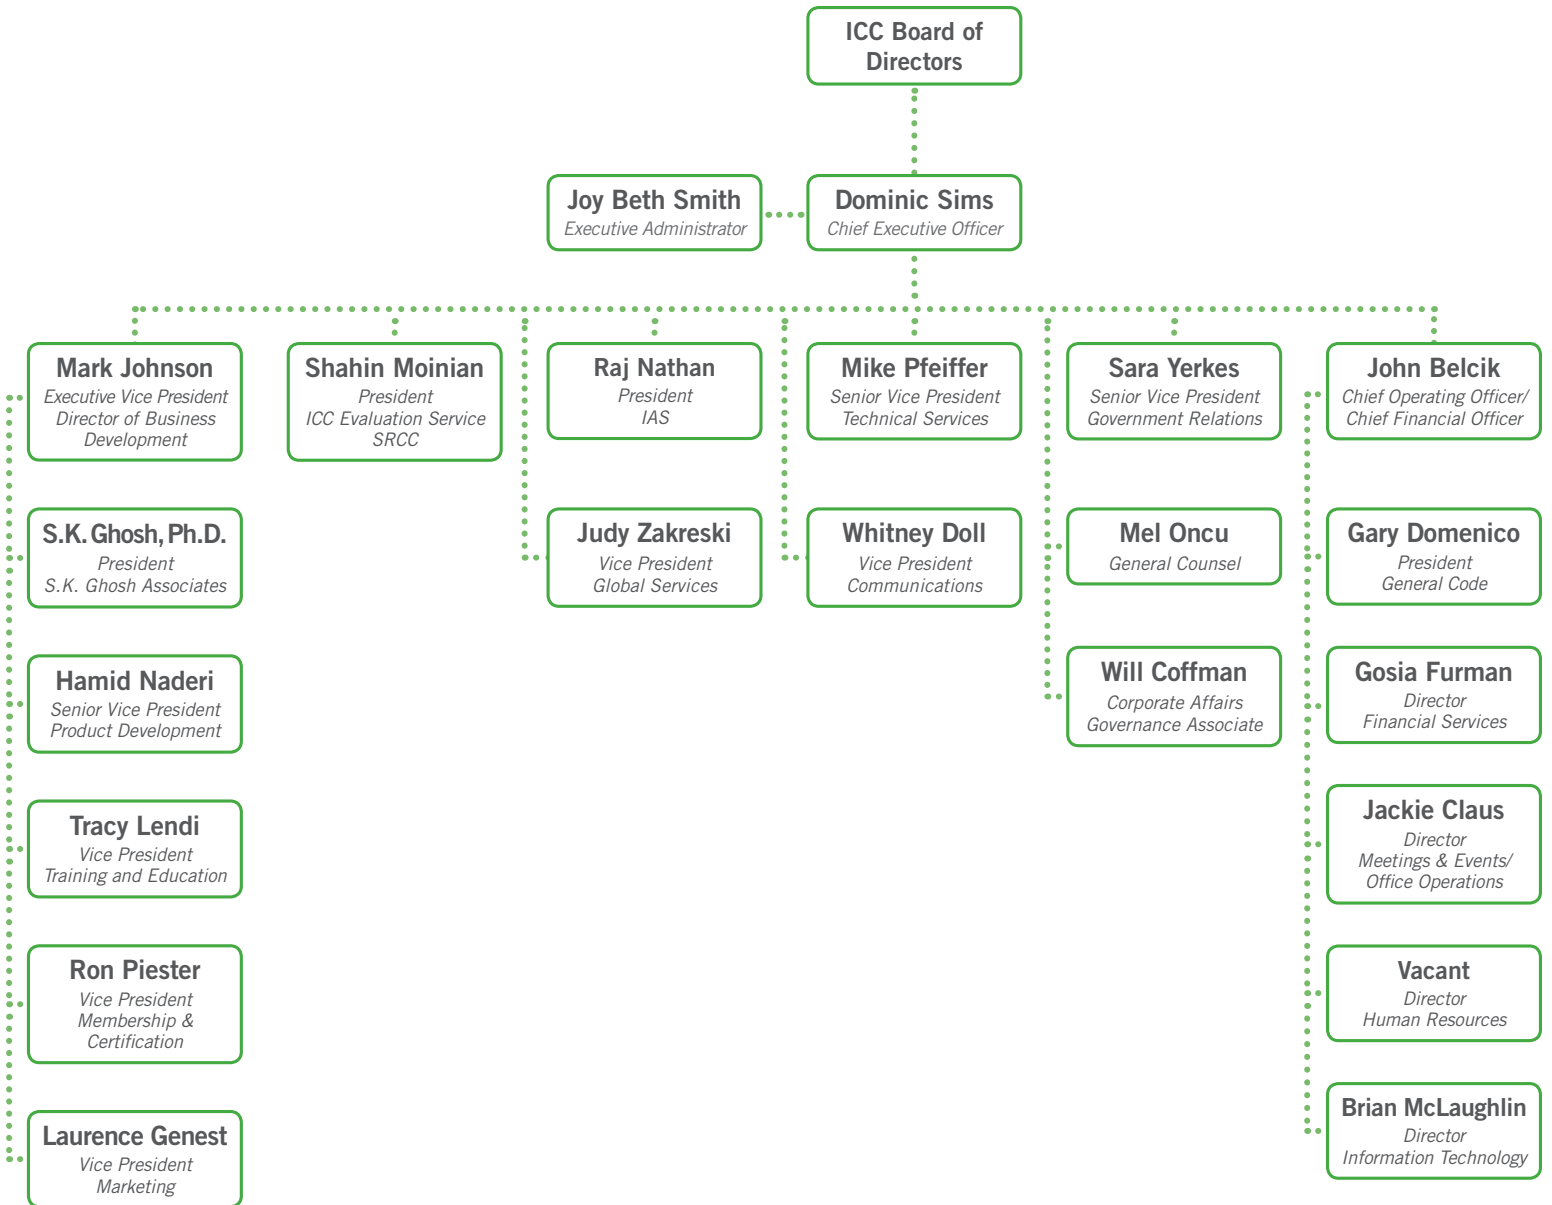 ICC Board of
Directors
Joy Beth Smith
Executive Administrator
Dominic Sims
Chief Executive Officer
Mark Johnson
Executive Vice President
Director of Business
Development
Shahin Moinian
President
ICC Evaluation Service
SRCC
Raj Nathan
President
IAS
Mike Pfeiffer
Senior Vice President
Technical Services
Sara Yerkes
Senior Vice President
Government Relations
John Belcik
Chief Operating Officer/
Chief Financial Officer
S.K. Ghosh, Ph.D.
President
S.K. Ghosh Associates
Judy Zakreski
Vice President
Global Services
Whitney Doll
Vice President
Communications
Mel Oncu
General Counsel
Gary Domenico
President
General Code
Hamid Naderi
Senior Vice President
Product Development
Will Coffman
Corporate Affairs
Governance Associate
Gosia Furman
Director
Financial Services
Tracy Lendi
Vice President
Training and Education
Jackie Claus
Director
Meetings & Events/
Office Operations
Ron Piester
Vice President
Membership &
Certification
Vacant
Director
Human Resources
Laurence Genest
Vice President
Marketing
Brian McLaughlin
Director
Information Technology